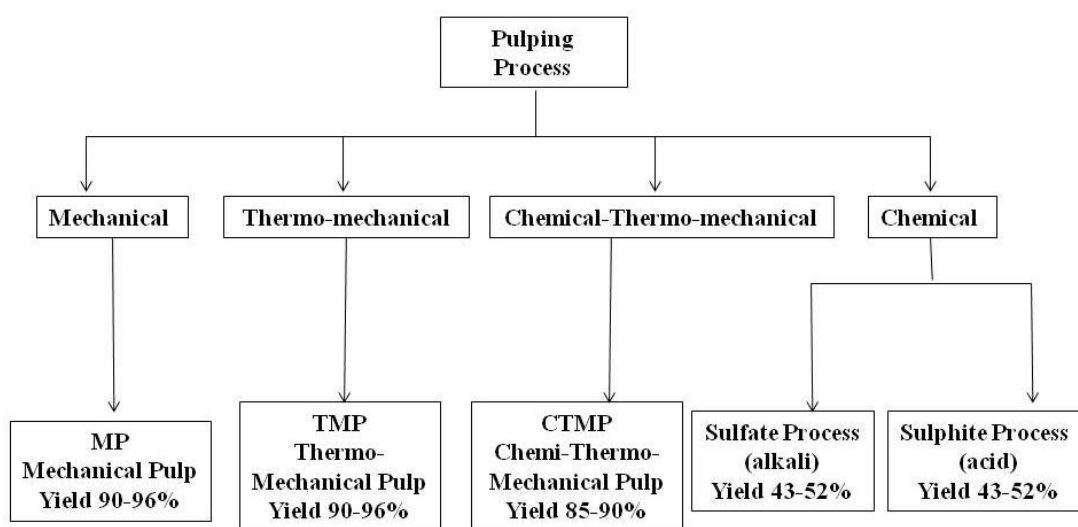 Pulping
Process
Mechanical
Thermo-mechanical
Chemical-Thermo-mechanical
Chemical
MP
Mechanical Pulp
Yield 90-96%
TMP
Thermo-
Mechanical Pulp
Yield 90-96%
CTMP
Chemi-Thermo-
Mechanical Pulp
Yield 85-90%
Sulfate Process
(alkali)
Yield 43-52%
Sulphite Process
(acid)
Yield 43-52%